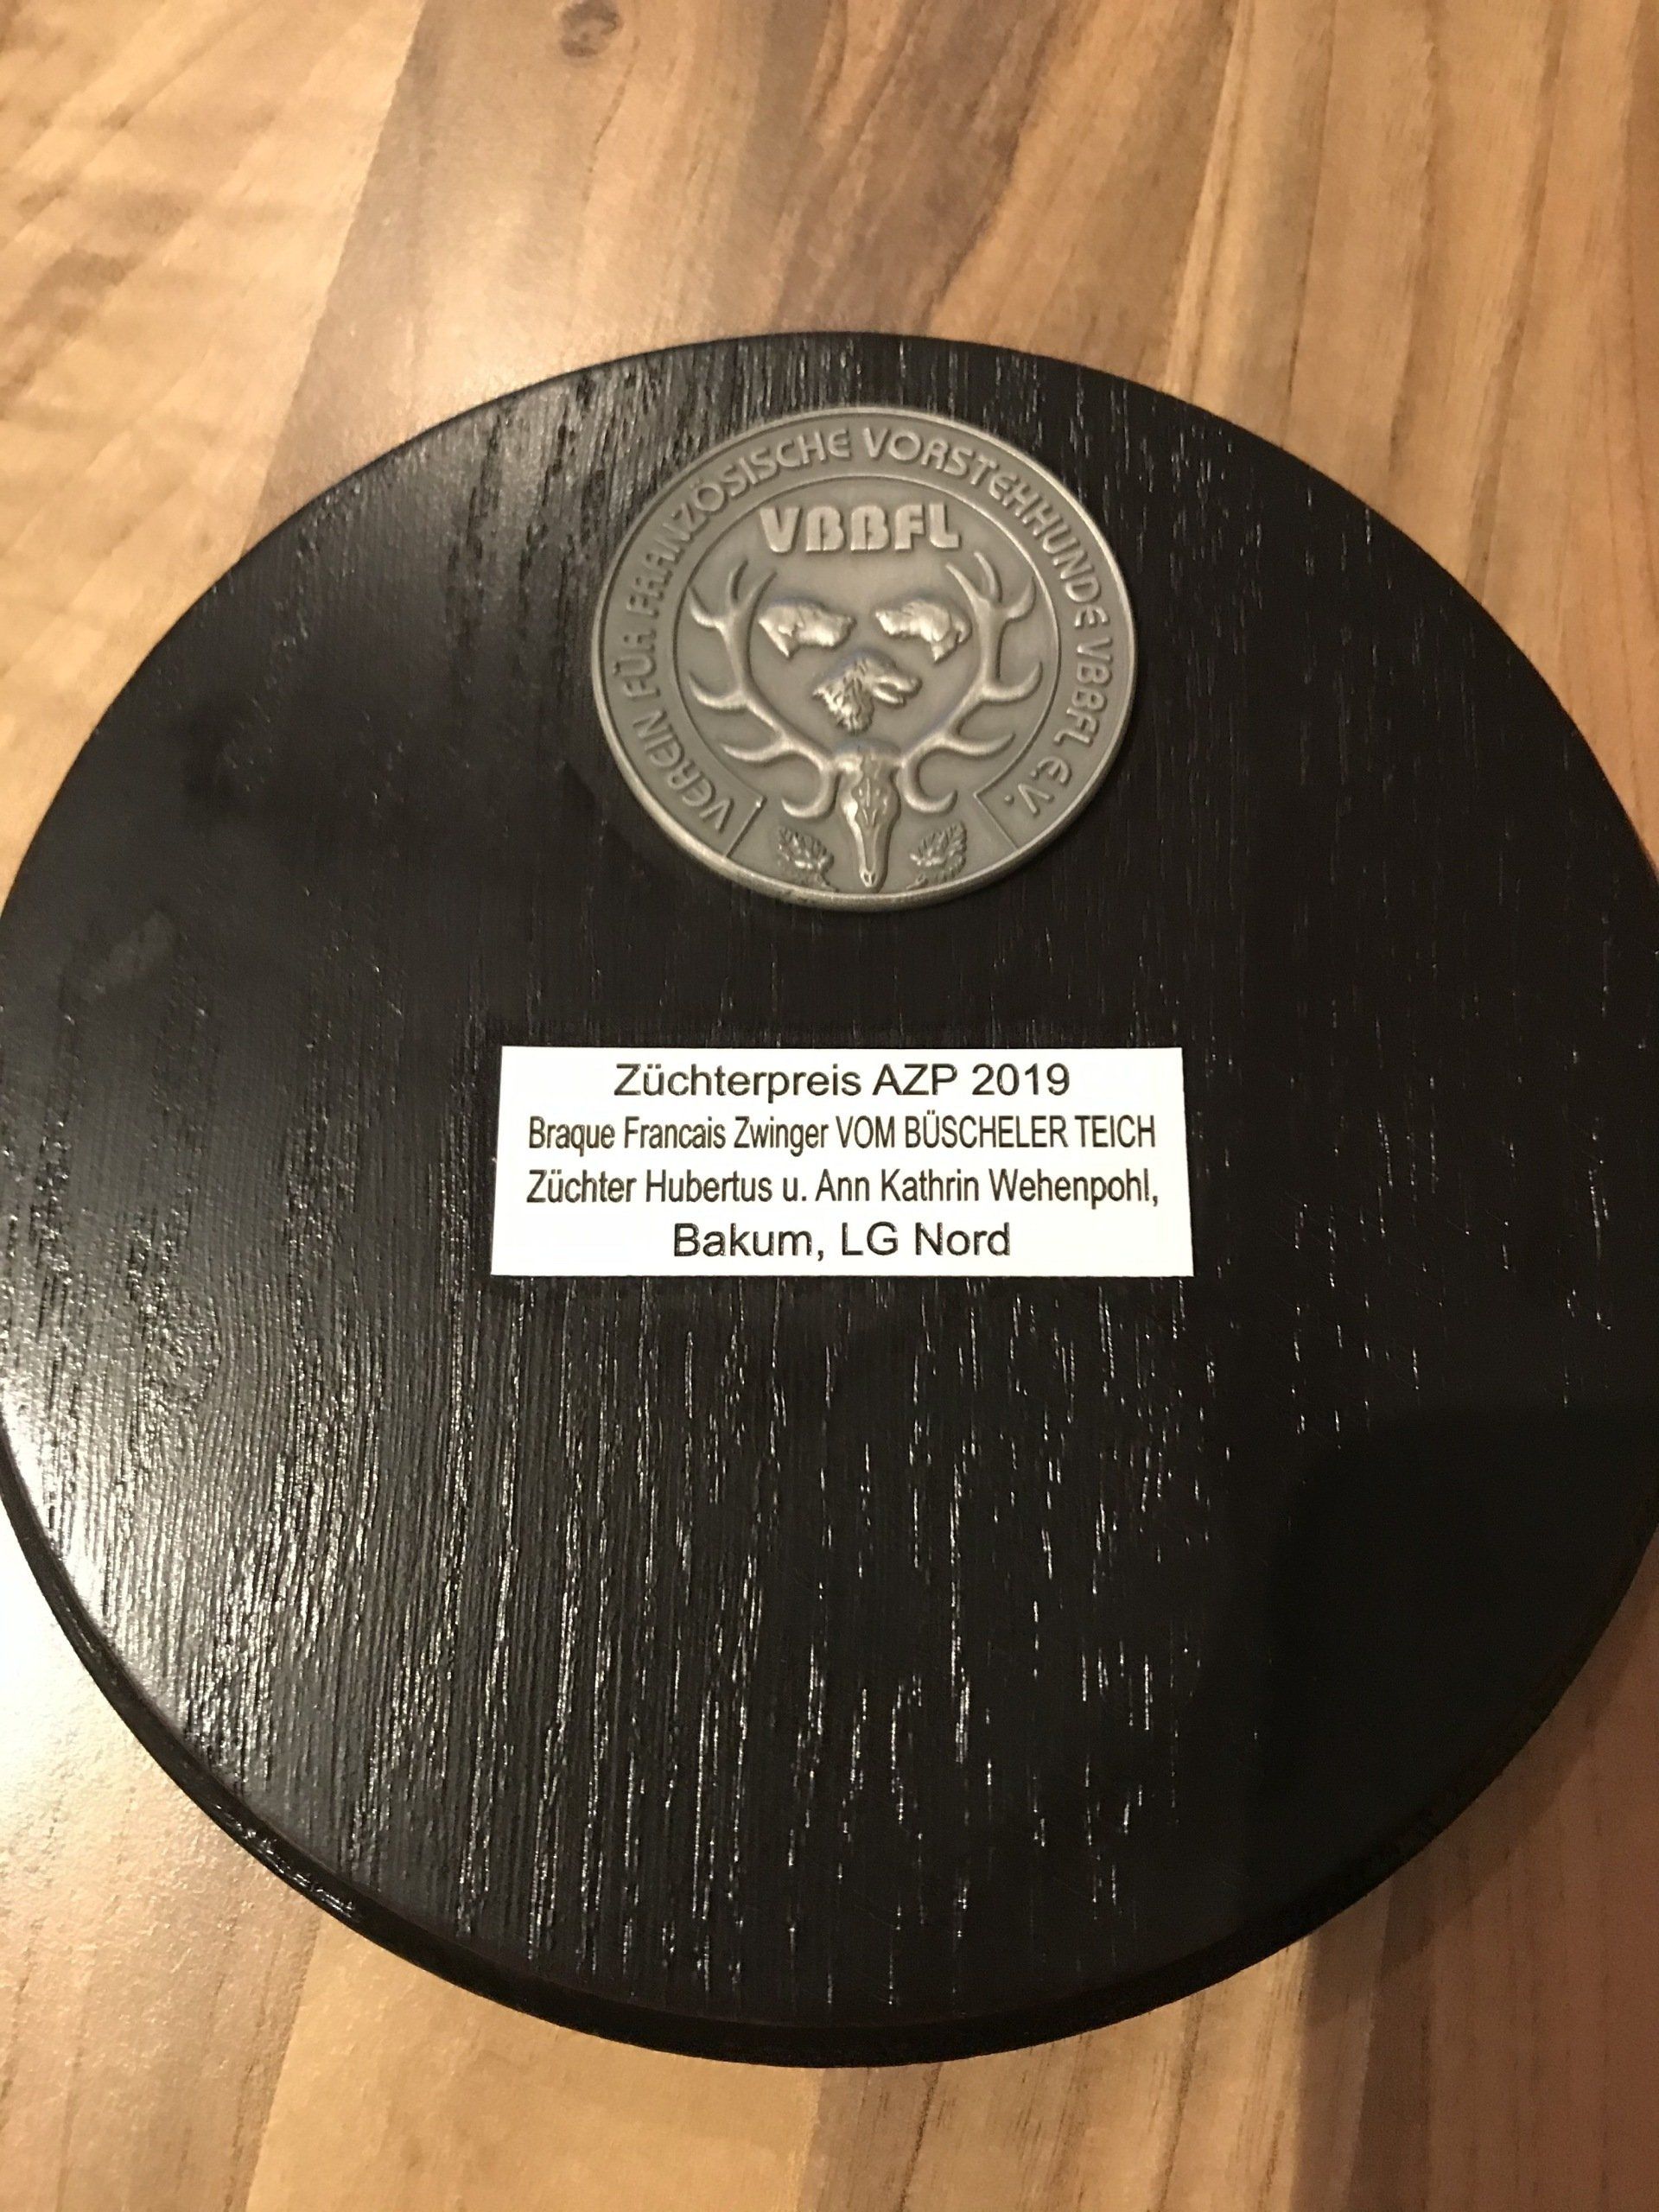 VEREIN FÜR FRANZÖSISCHE VORSTEHHUNDE VBBFL E.V.
VBBFL
Züchterpreis AZP 2019
Braque Francais Zwinger VOM BÜSCHELER TEICH
Züchter Hubertus u. Ann Kathrin Wehenpohl,
Bakum, LG Nord